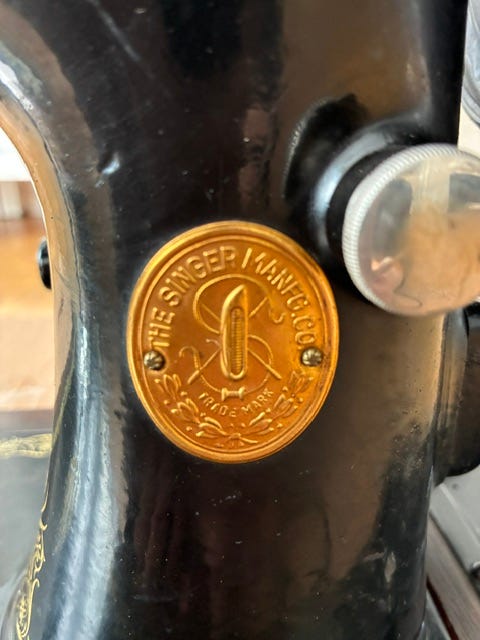 THE SINGER MANFG. CO.
TRADE MARK